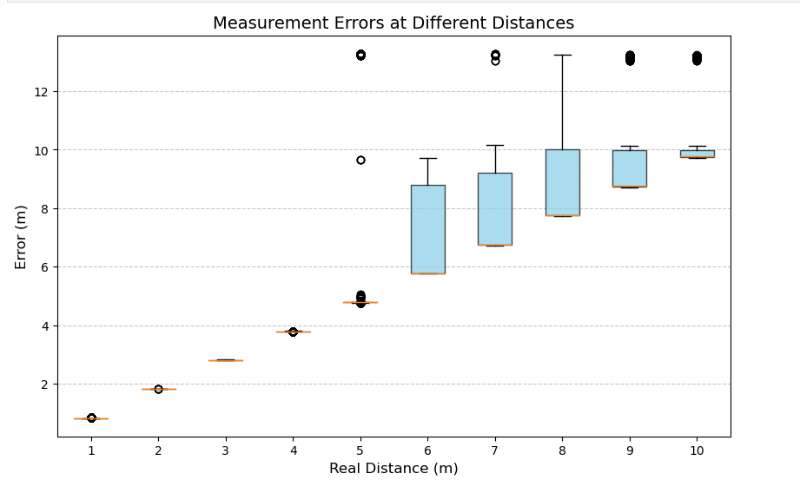 Measurement Errors at Different Distances
Error (m)
12
10
8
6
4
2
1 2 3 4 5 6 7 8 9 10
Real Distance (m)